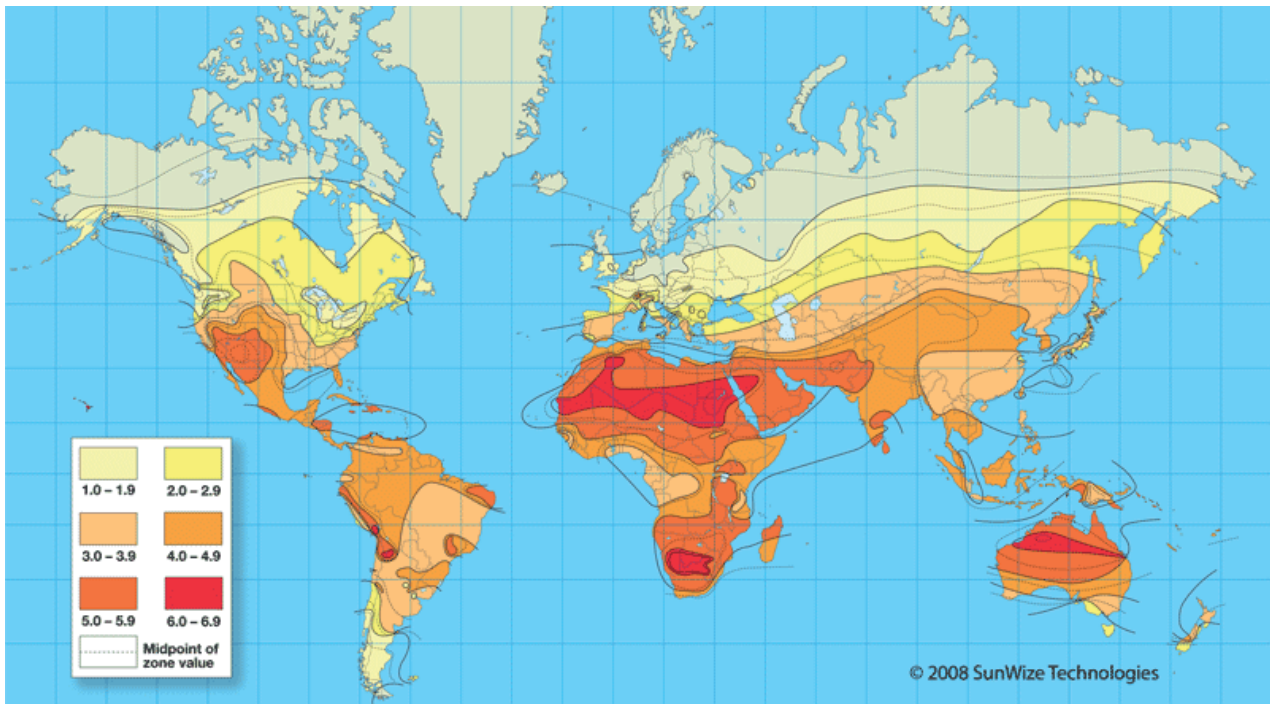 1.0 – 1.9 2.0 – 2.9
3.0 – 3.9 4.0 – 4.9
5.0 – 5.9 6.0 – 6.9
Midpoint of
zone value
© 2008 SunWize Technologies